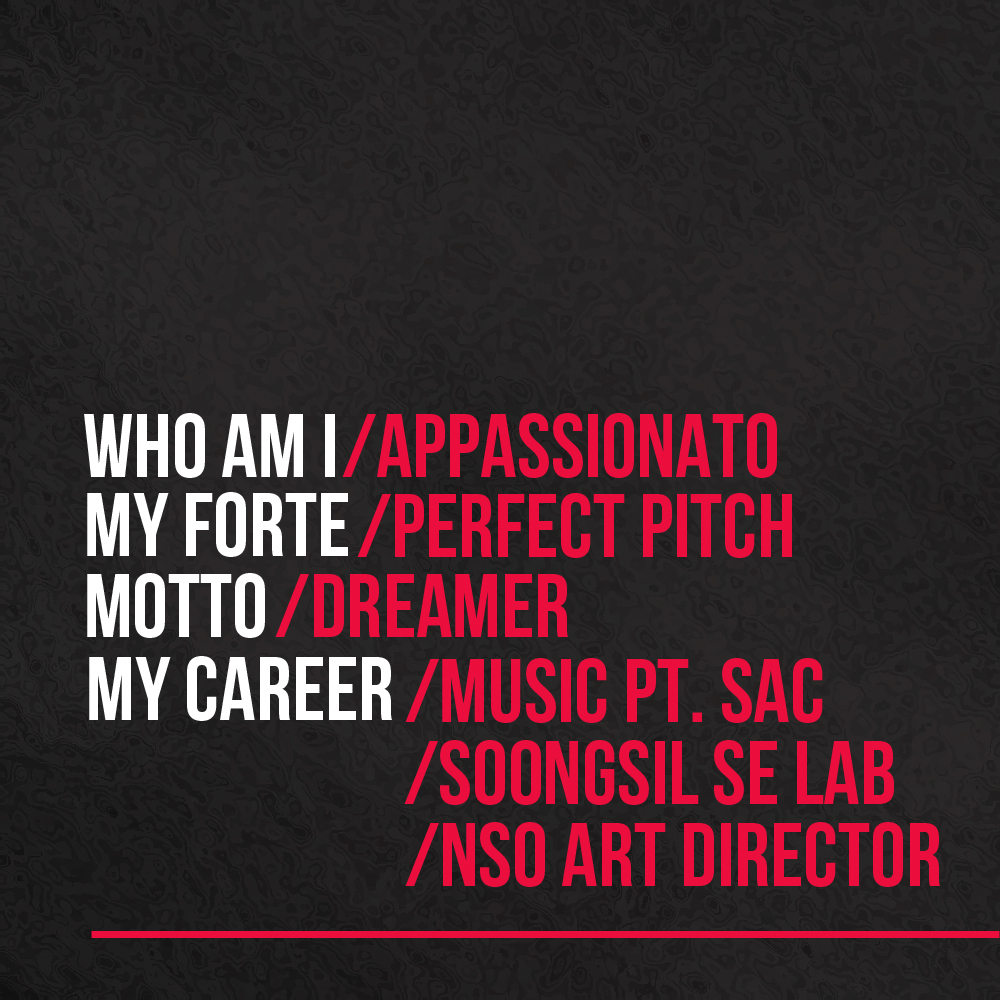 WHO AM I/APPASSIONATO
MY FORTE/PERFECT PITCH
MOTTO/DREAMER
MY CAREER /MUSIC PT. SAC
/SOONGSIL SE LAB
/NSO ART DIRECTOR